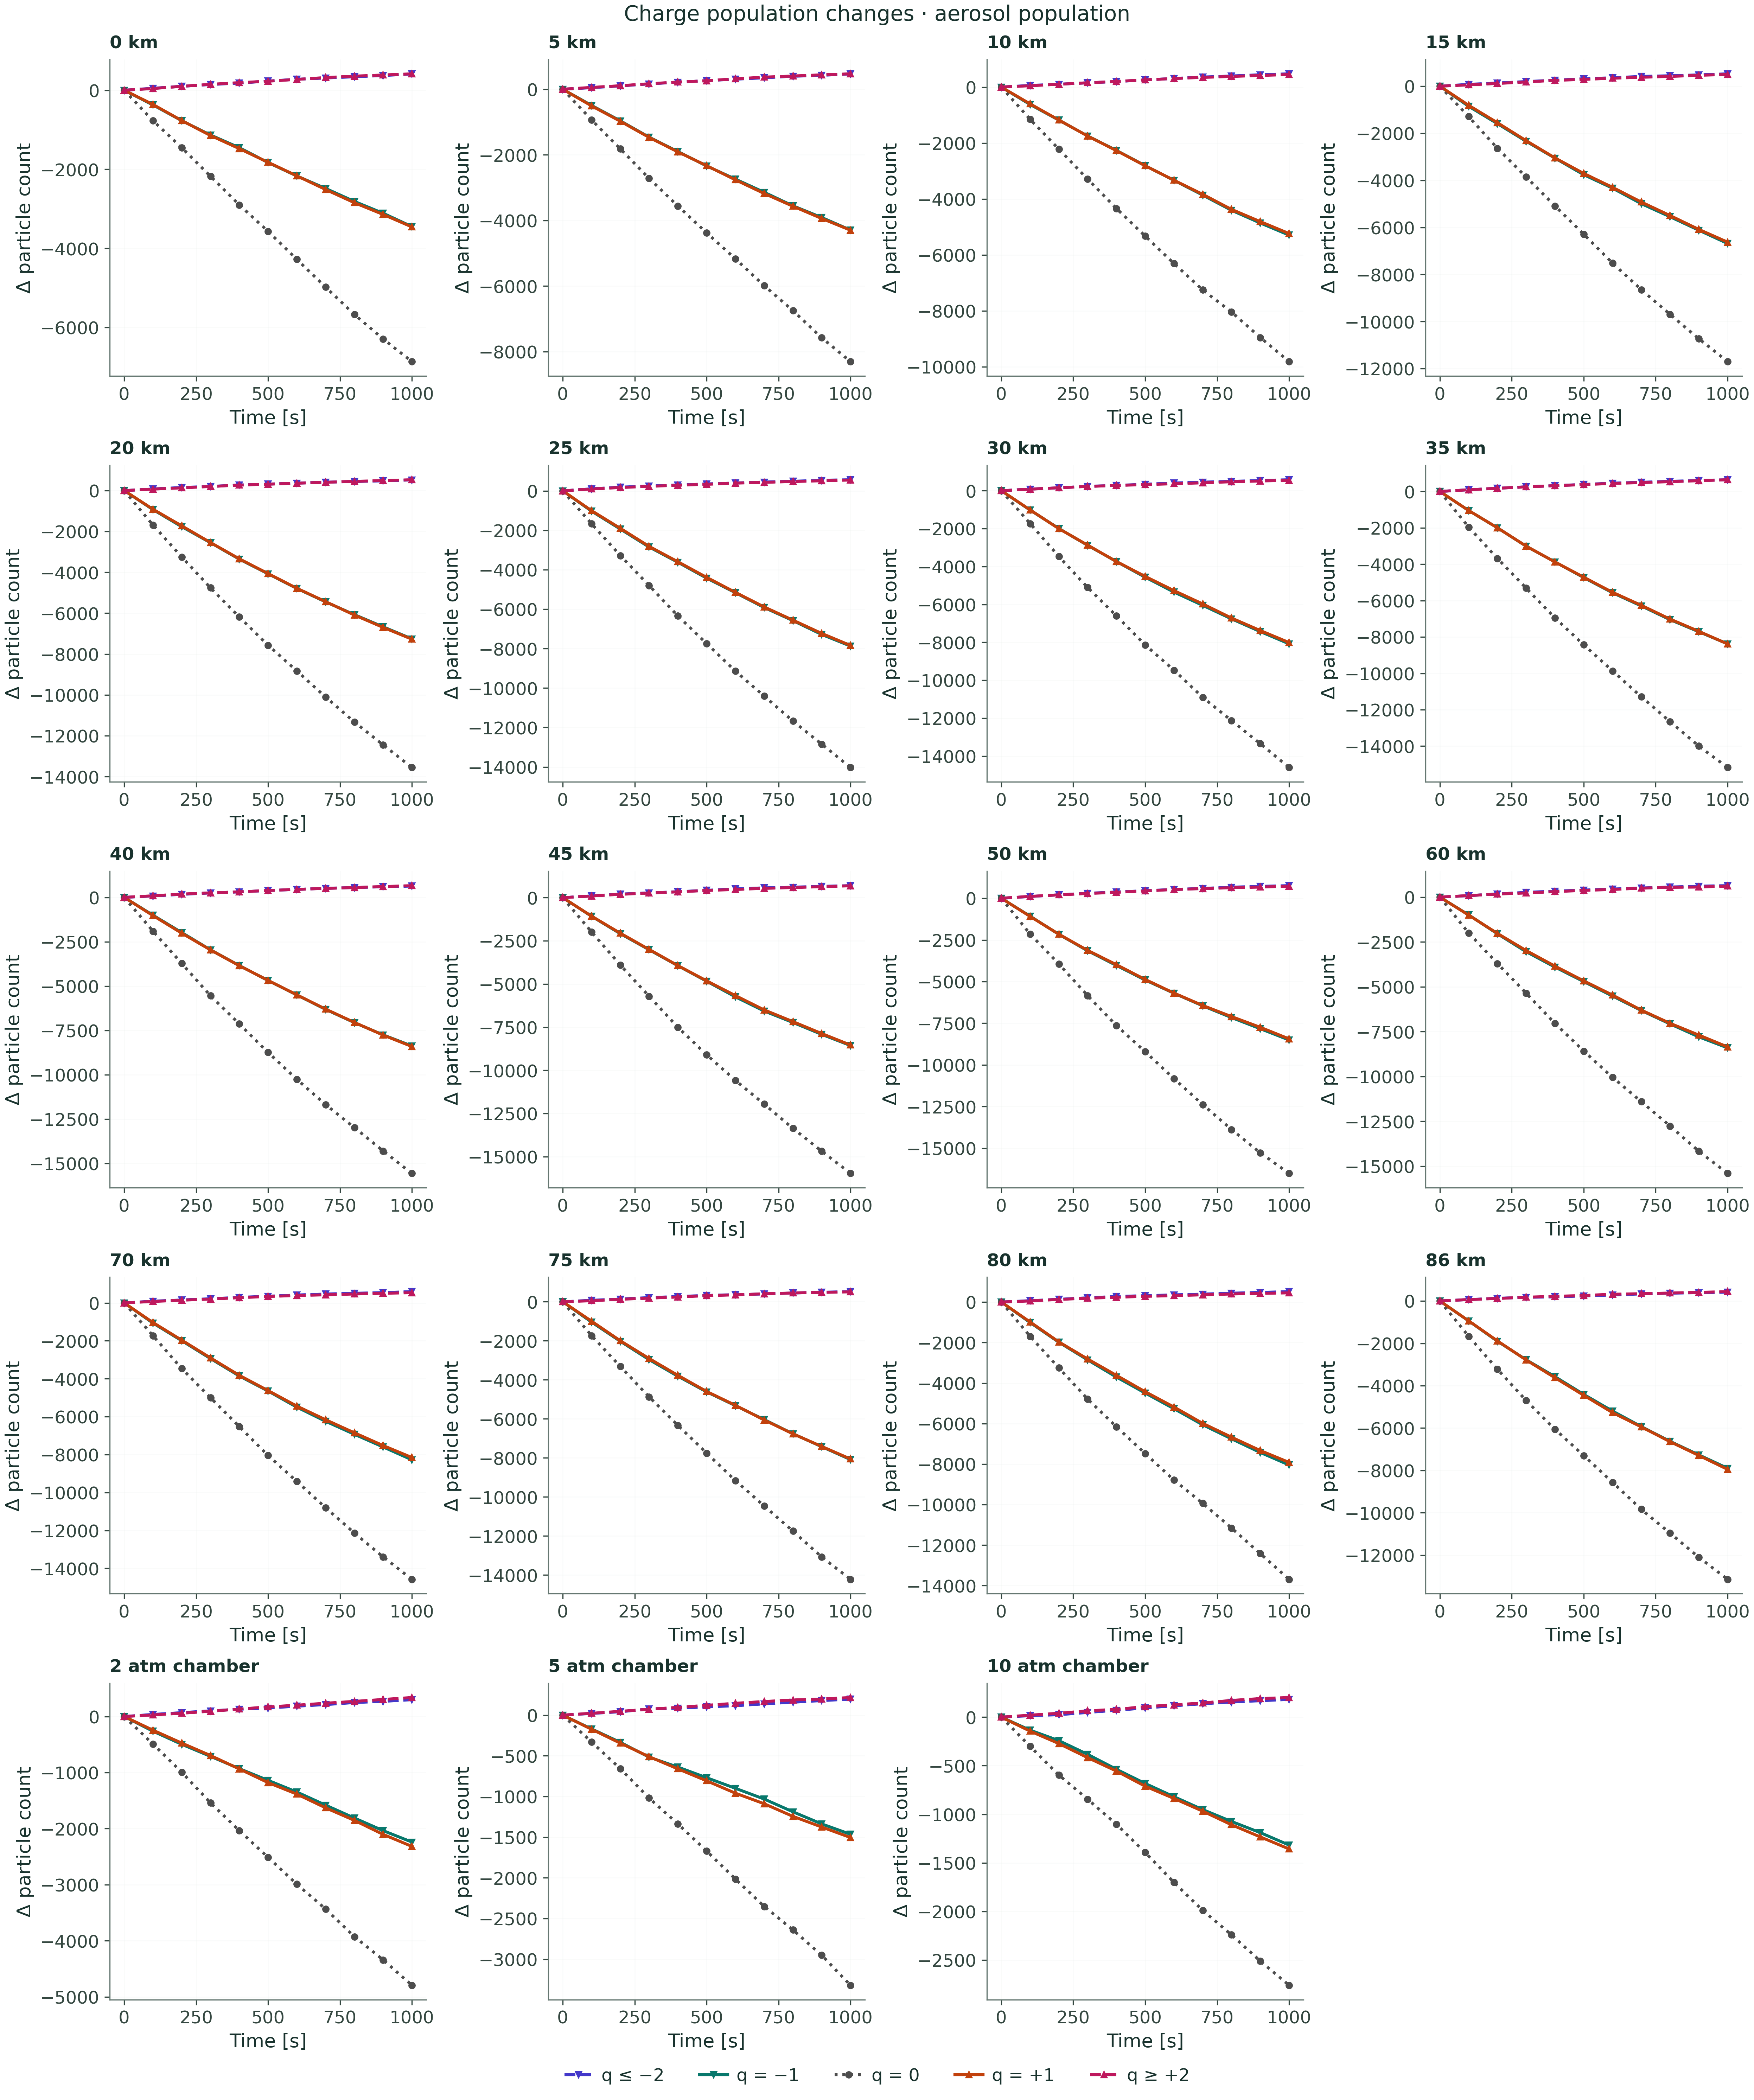 Charge population changes · aerosol population
0 km
5 km
10 km
15 km
0
−2000
−4000
−6000
0
−2000
−4000
−6000
−8000
0
−2000
−4000
−6000
−8000
−10000
0
−2000
−4000
−6000
−8000
−10000
−12000
Δ particle count
Δ particle count
Δ particle count
Δ particle count
0 250 500 750 1000
0 250 500 750 1000
0 250 500 750 1000
0 250 500 750 1000
Time [s]
Time [s]
Time [s]
Time [s]
20 km
25 km
30 km
35 km
0
−2000
−4000
−6000
−8000
−10000
−12000
−14000
0
−2000
−4000
−6000
−8000
−10000
−12000
−14000
0
−2000
−4000
−6000
−8000
−10000
−12000
−14000
0
−2000
−4000
−6000
−8000
−10000
−12000
−14000
Δ particle count
Δ particle count
Δ particle count
Δ particle count
0 250 500 750 1000
0 250 500 750 1000
0 250 500 750 1000
0 250 500 750 1000
Time [s]
Time [s]
Time [s]
Time [s]
40 km
45 km
50 km
60 km
0
−2500
−5000
−7500
−10000
−12500
−15000
0
−2500
−5000
−7500
−10000
−12500
−15000
0
−2500
−5000
−7500
−10000
−12500
−15000
0
−2500
−5000
−7500
−10000
−12500
−15000
Δ particle count
Δ particle count
Δ particle count
Δ particle count
0 250 500 750 1000
0 250 500 750 1000
0 250 500 750 1000
0 250 500 750 1000
Time [s]
Time [s]
Time [s]
Time [s]
70 km
75 km
80 km
86 km
0
−2000
−4000
−6000
−8000
−10000
−12000
−14000
0
−2000
−4000
−6000
−8000
−10000
−12000
−14000
0
−2000
−4000
−6000
−8000
−10000
−12000
−14000
0
−2000
−4000
−6000
−8000
−10000
−12000
Δ particle count
Δ particle count
Δ particle count
Δ particle count
0 250 500 750 1000
0 250 500 750 1000
0 250 500 750 1000
0 250 500 750 1000
Time [s]
Time [s]
Time [s]
Time [s]
2 atm chamber
5 atm chamber
10 atm chamber
0
−1000
−2000
−3000
−4000
−5000
0
−500
−1000
−1500
−2000
−2500
−3000
0
−500
−1000
−1500
−2000
−2500
Δ particle count
Δ particle count
Δ particle count
0 250 500 750 1000
0 250 500 750 1000
0 250 500 750 1000
Time [s]
Time [s]
Time [s]
q ≤ −2 q = −1 q = 0 q = +1 q ≥ +2